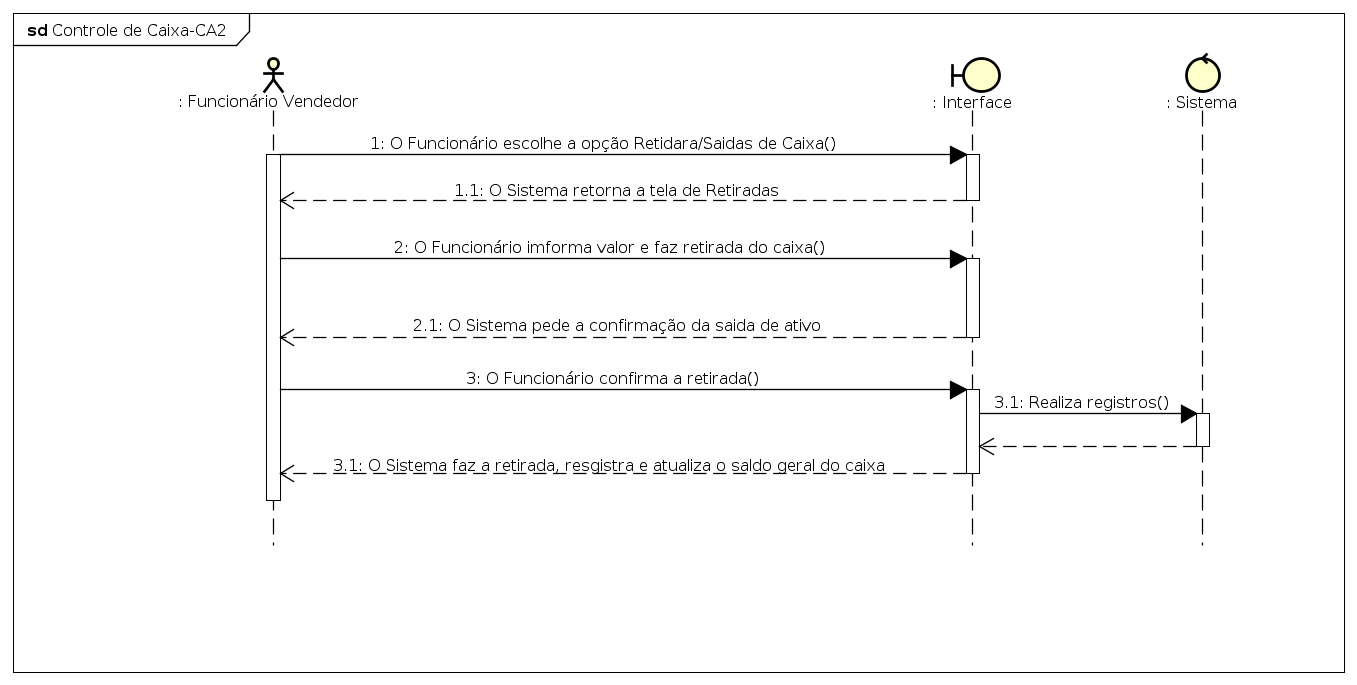 sd Controle de Caixa-CA2
: Funcionário Vendedor
: Interface
: Sistema
1: O Funcionário escolhe a opção Retidara/Saidas de Caixa()
1.1: O Sistema retorna a tela de Retiradas
2: O Funcionário imforma valor e faz retirada do caixa()
2.1: O Sistema pede a confirmação da saida de ativo
3: O Funcionário confirma a retirada()
3.1: Realiza registros()
3.1: O Sistema faz a retirada, resgistra e atualiza o saldo geral do caixa